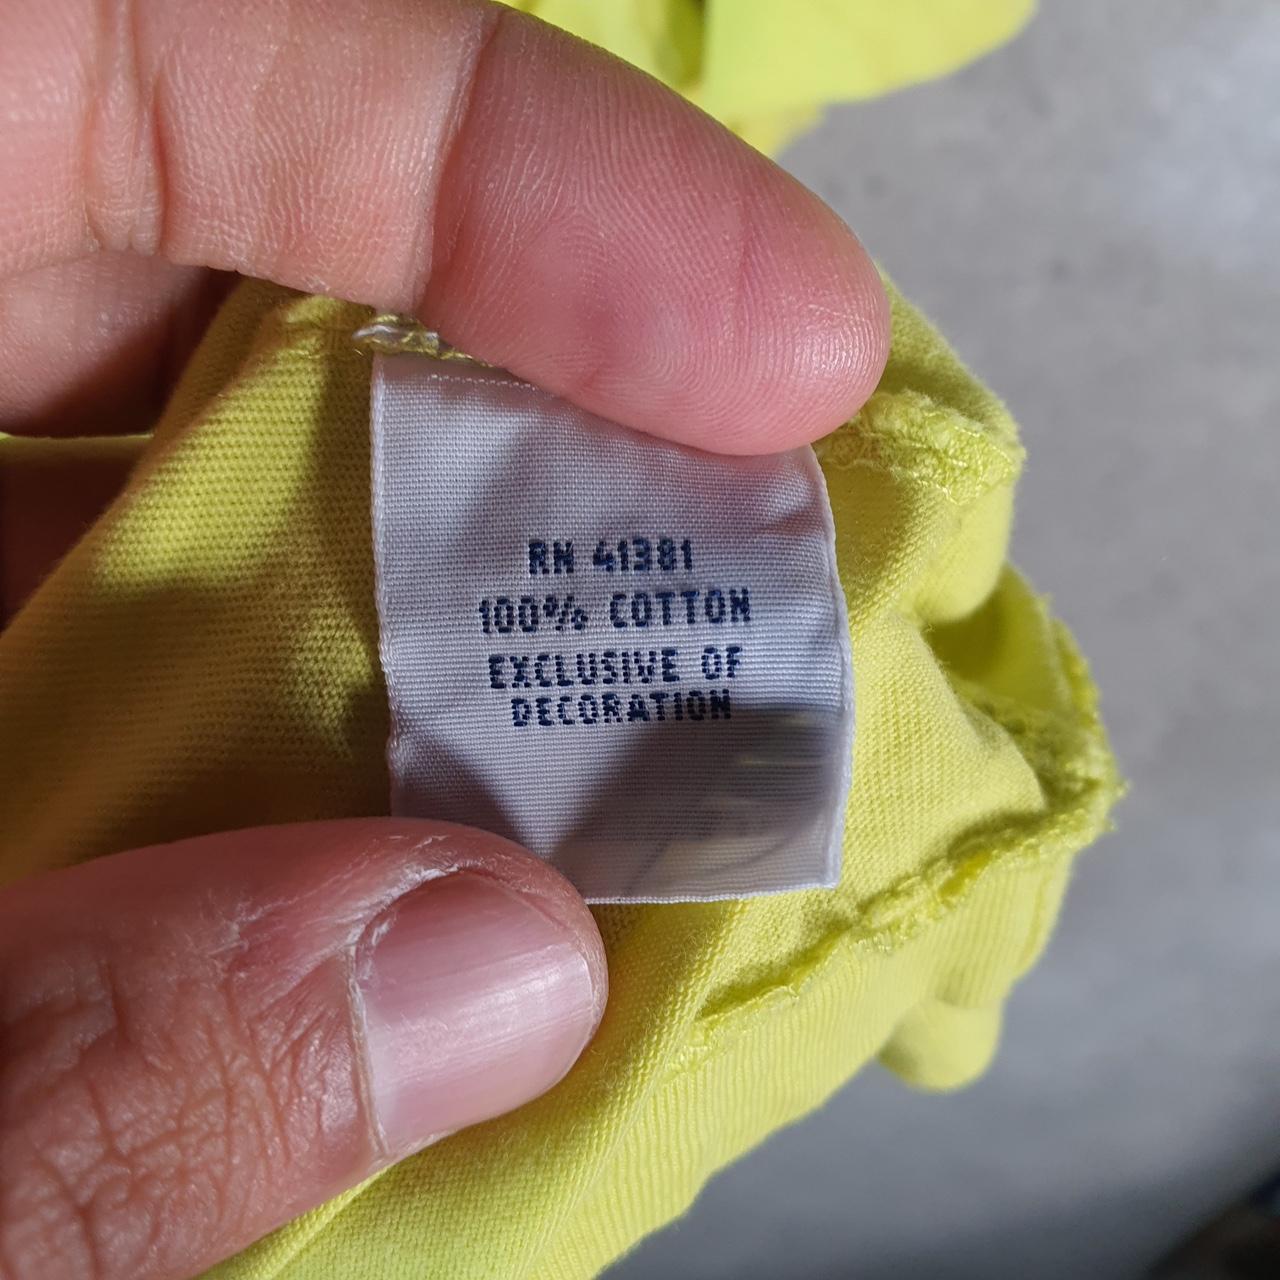 RN 41381
100% COTTON
EXCLUSIVE OF
DECORATION